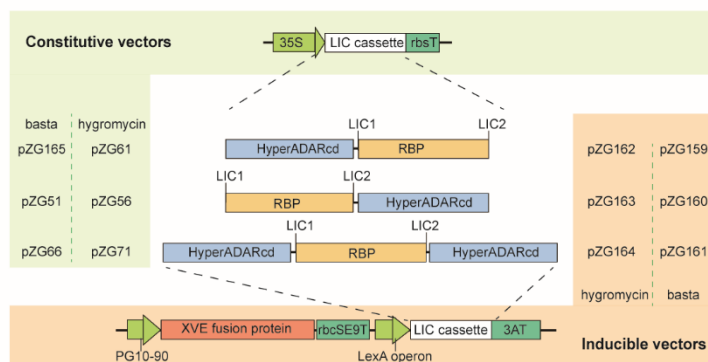 Constitutive vectors
35S LIC cassette rbsT
basta hygromycin
LIC1 LIC2
pZG165 pZG61 HyperADARcd RBP pZG162 pZG159
LIC1 LIC2
pZG51 pZG56 RBP HyperADARcd pZG163 pZG160
LIC1 LIC2
pZG66 pZG71 HyperADARcd RBP HyperADARcd pZG164 pZG161
hygromycin basta
XVE fusion protein rbcSE9T LIC cassette 3AT
PG10-90 LexA operon Inducible vectors